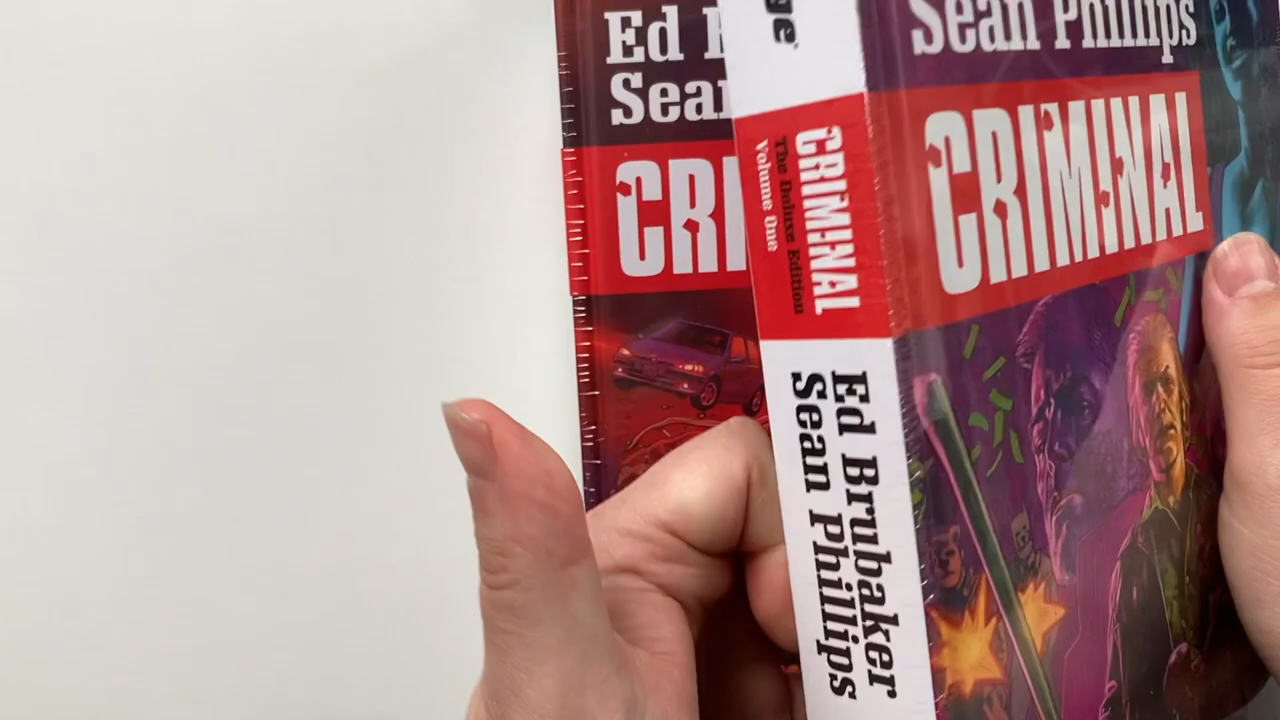 Ed
Sea
CRI
CRIMINAL
The Deluxe Edition
Volume One
Ed Brubaker
Sean Phillips
Sean Phillips
CRIMINAL